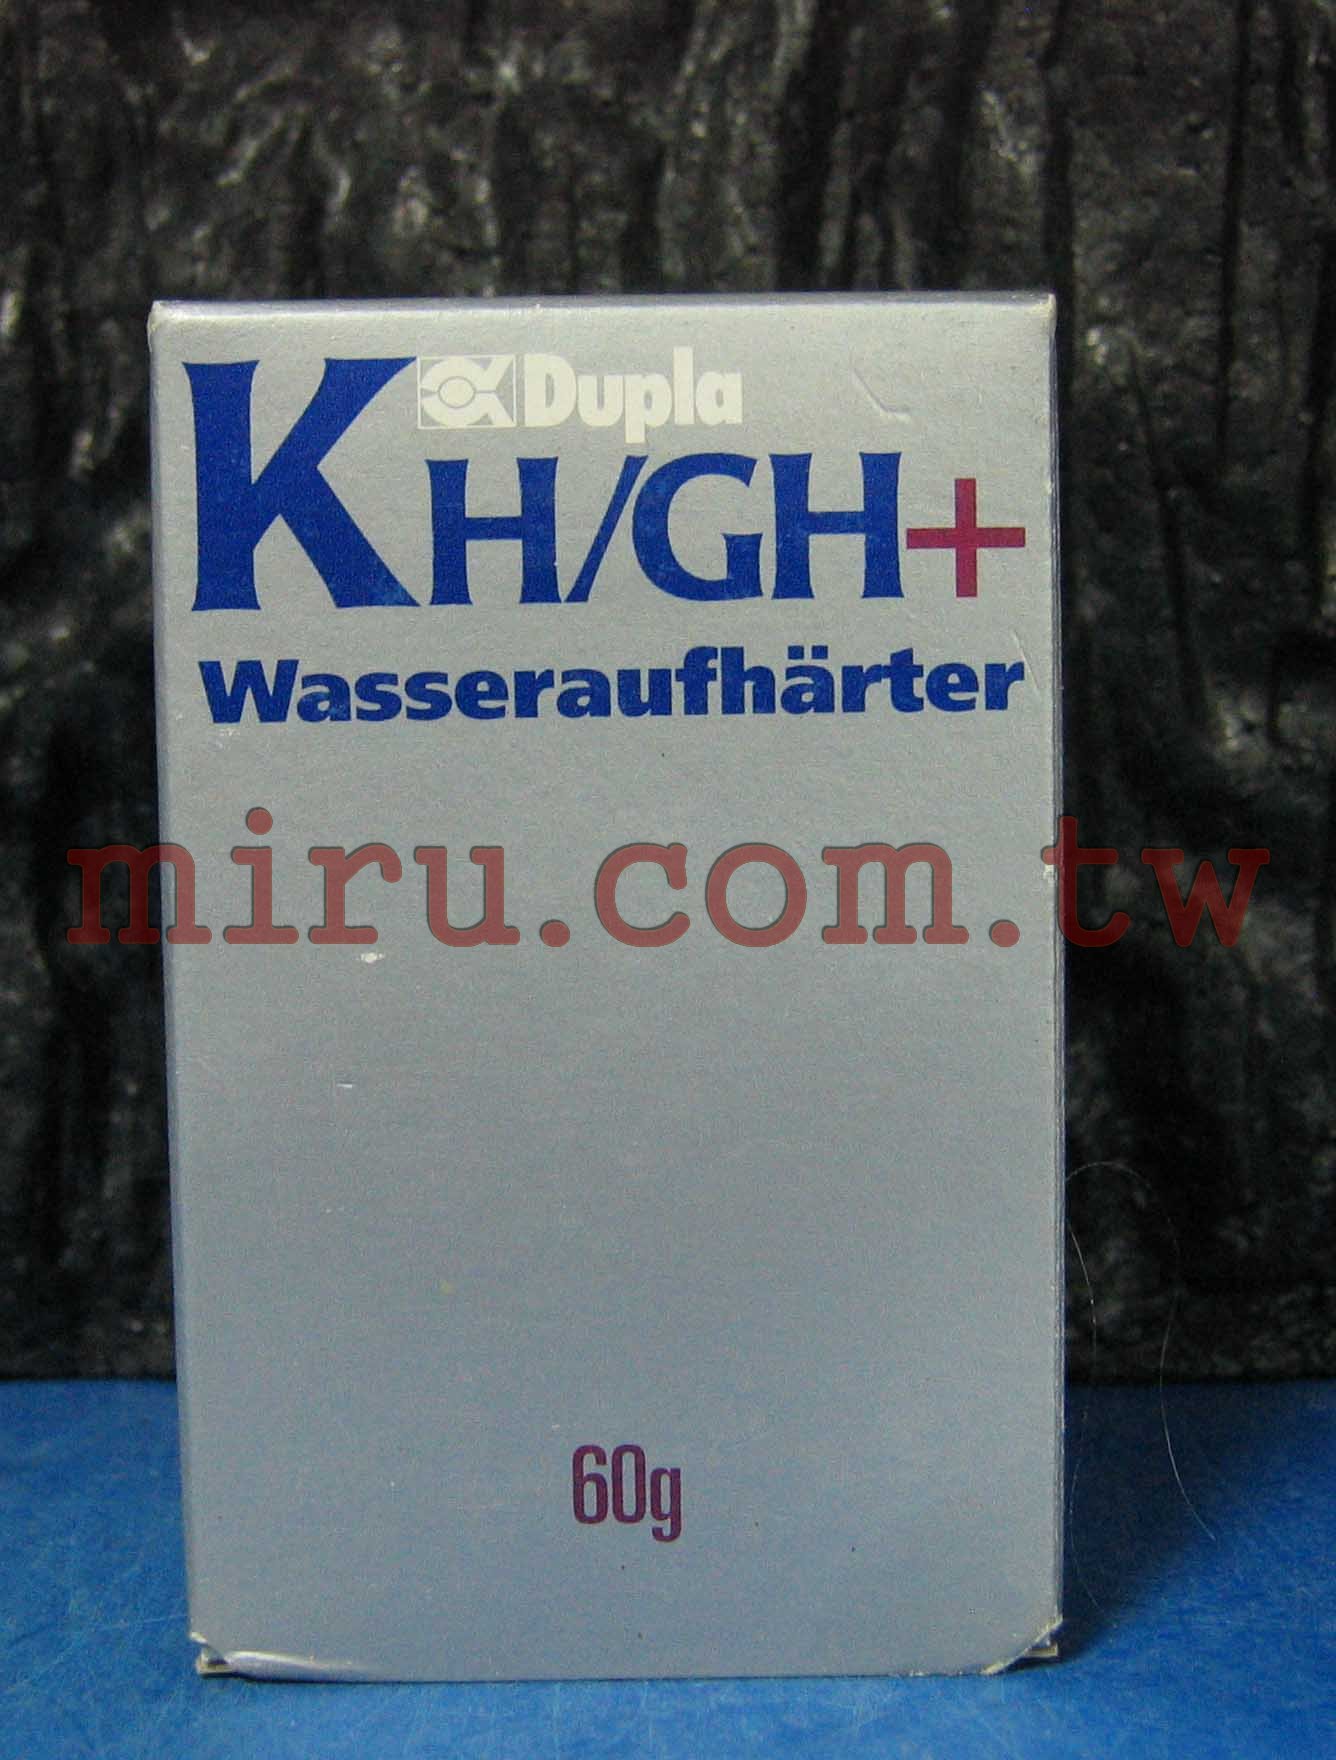 Dupla
KH/GH+
Wasseraufhärter
miru.com.tw
60g